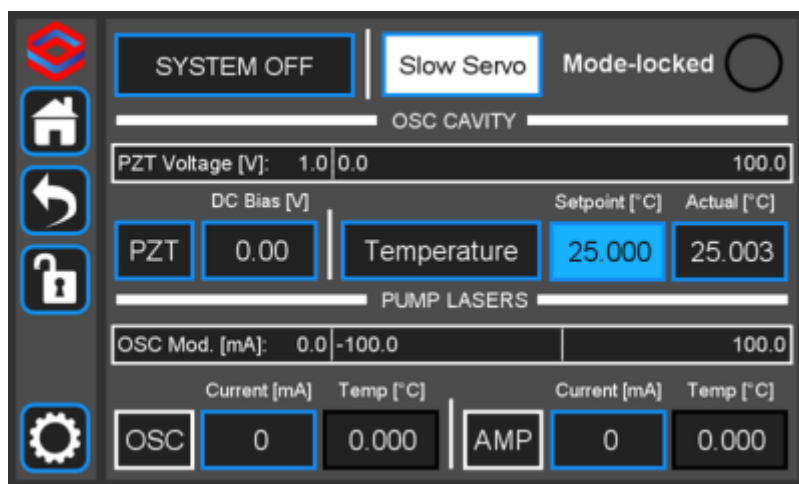 SYSTEM OFF Slow Servo Mode-locked
OSC CAVITY
PZT Voltage [V]: 1.0 0.0 100.0
DC Bias [V] Setpoint [°C] Actual [°C]
PZT 0.00 Temperature 25.000 25.003
PUMP LASERS
OSC Mod. [mA]: 0.0 -100.0 100.0
Current [mA] Temp [°C] Current [mA] Temp [°C]
OSC 0 0.000 AMP 0 0.000